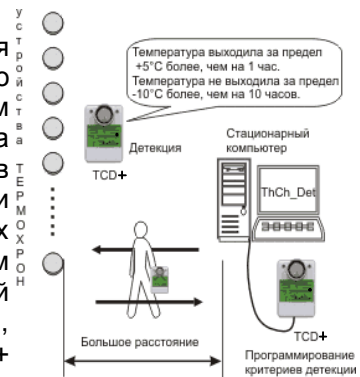 устройства ТЕРМОХРОН
я
о
м
а
в
и
х
м
й
,
+
Температура выходила за предел
+5°С более, чем на 1 час.
Температура не выходила за предел
-10°С более, чем на 10 часов.
Детекция
TCD+
Стационарный
компьютер
ThCh_Det
Большое расстояние
TCD+
Программирование
критериев детекции